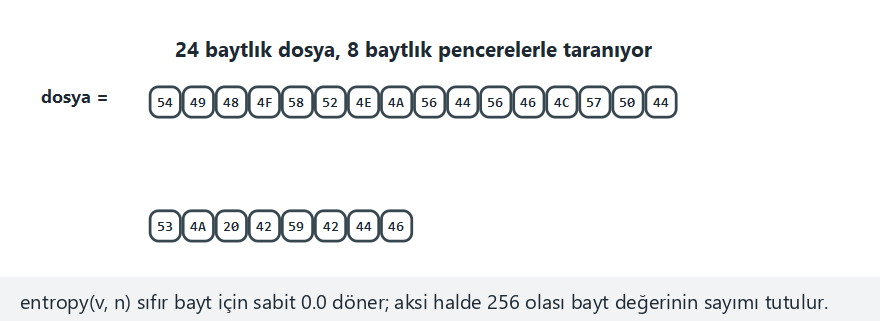 24 baytlık dosya, 8 baytlık pencerelerle taranıyor
dosya = 54 49 48 4F 58 52 4E 4A 56 44 56 46 4C 57 50 44
53 4A 20 42 59 42 44 46
entropy(v, n) sıfır bayt için sabit 0.0 döner; aksi halde 256 olası bayt değerinin sayımı tutulur.